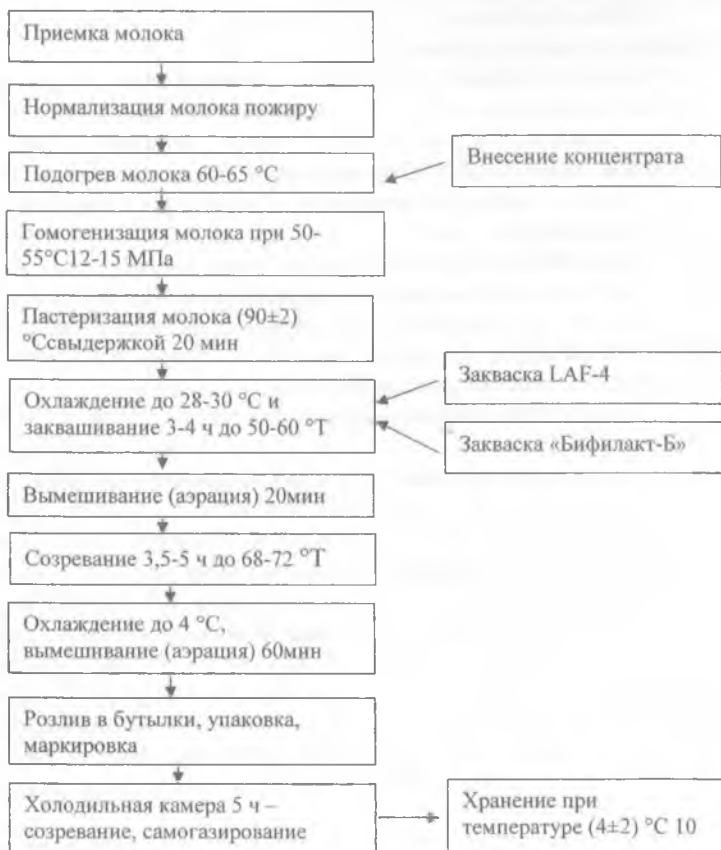 Приемка молока
Нормализация молока пожиру
Подогрев молока 60-65 °С
Внесение концентрата
Гомогенизация молока при 50-
55°С12-15 МПа
Пастеризация молока (90±2)
°Ссвыдержкой 20 мин
Охлаждение до 28-30 °С и
заквашивание 3-4 ч до 50-60 °Т
Закваска LAF-4
Закваска «Бифилакт-Б»
Вымешивание (аэрация) 20мин
Созревание 3,5-5 ч до 68-72 °Т
Охлаждение до 4 °С,
вымешивание (аэрация) 60мин
Розлив в бутылки, упаковка,
маркировка
Холодильная камера 5 ч –
созревание, самогазирование
Хранение при
температуре (4±2) °С 10